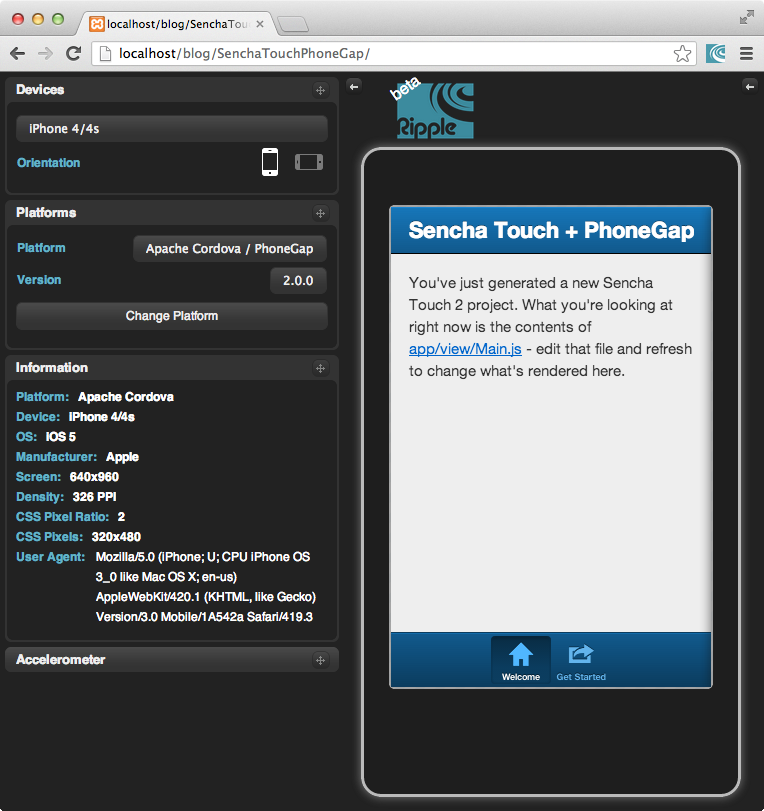 localhost/blog/SenchaTou
localhost/blog/SenchaTouchPhoneGap/
Devices
iPhone 4/4s
Orientation
Platforms
Platform
Apache Cordova / PhoneGap
Version
2.0.0
Change Platform
Information
Platform: Apache Cordova
Device: iPhone 4/4s
OS: iOS 5
Manufacturer: Apple
Screen: 640x960
Density: 326 PPI
CSS Pixel Ratio: 2
CSS Pixels: 320x480
User Agent: Mozilla/5.0 (iPhone; U; CPU iPhone OS
3_0 like Mac OS X; en-us)
AppleWebKit/420.1 (KHTML, like Gecko)
Version/3.0 Mobile/1A542a Safari/419.3
Accelerometer
beta
Ripple
Sencha Touch + PhoneGap
You've just generated a new Sencha
Touch 2 project. What you're looking at
right now is the contents of
app/view/Main.js - edit that file and refresh
to change what's rendered here.
Welcome
Get Started